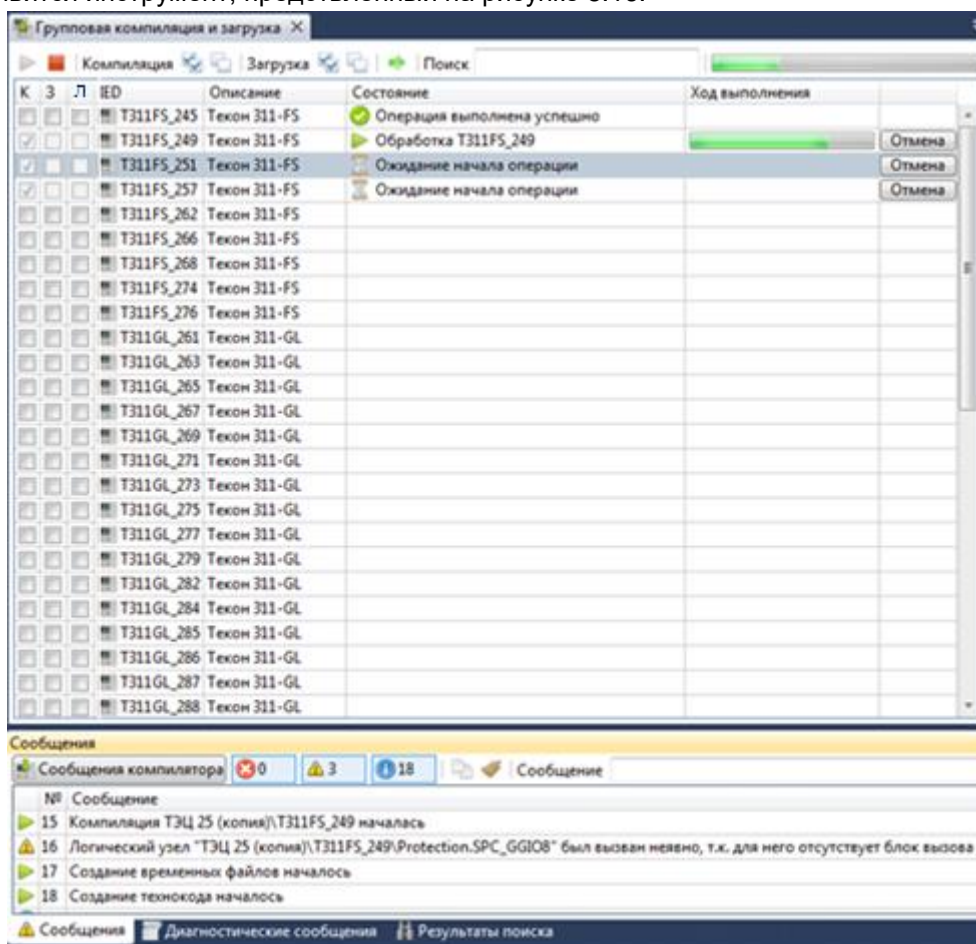 Групповая компиляция и загрузка
Компиляция Загрузка Поиск
К З Л IED Описание Состояние Ход выполнения
T311FS_245 Текон 311-FS Операция выполнена успешно
T311FS_249 Текон 311-FS Обработка T311FS_249 Отмена
T311FS_251 Текон 311-FS Ожидание начала операции Отмена
T311FS_257 Текон 311-FS Ожидание начала операции Отмена
T311FS_262 Текон 311-FS
T311FS_266 Текон 311-FS
T311FS_268 Текон 311-FS
T311FS_274 Текон 311-FS
T311FS_276 Текон 311-FS
T311GL_261 Текон 311-GL
T311GL_263 Текон 311-GL
T311GL_265 Текон 311-GL
T311GL_267 Текон 311-GL
T311GL_269 Текон 311-GL
T311GL_271 Текон 311-GL
T311GL_273 Текон 311-GL
T311GL_275 Текон 311-GL
T311GL_277 Текон 311-GL
T311GL_279 Текон 311-GL
T311GL_282 Текон 311-GL
T311GL_284 Текон 311-GL
T311GL_285 Текон 311-GL
T311GL_286 Текон 311-GL
T311GL_287 Текон 311-GL
T311GL_288 Текон 311-GL
Сообщения
Сообщения компилятора 0 3 18 Сообщение
№ Сообщение
15 Компиляция ТЭЦ 25 (копия)\T311FS_249 началась
16 Логический узел "ТЭЦ 25 (копия)\T311FS_249\Protection.SPC_GGIO8" был вызван неявно, т.к. для него отсутствует блок вызова
17 Создание временных файлов началось
18 Создание технокода началось
Сообщения Диагностические сообщения Результаты поиска